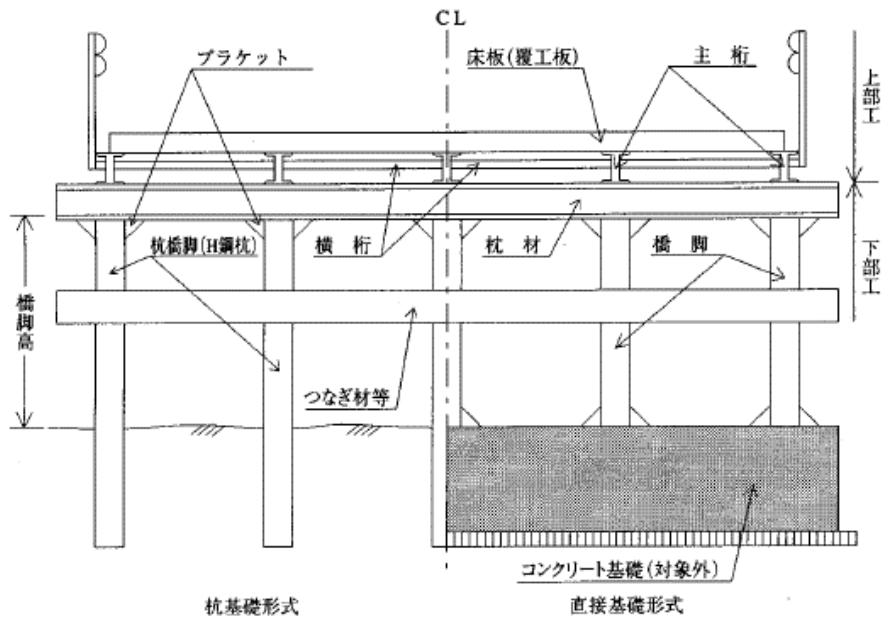 CL
ブラケット
床板(覆工板)
主桁
上部工
杭橋脚(H鋼杭)
横桁
枕材
橋脚
下部工
橋脚高
つなぎ材等
コンクリート基礎(対象外)
杭基礎形式
直接基礎形式